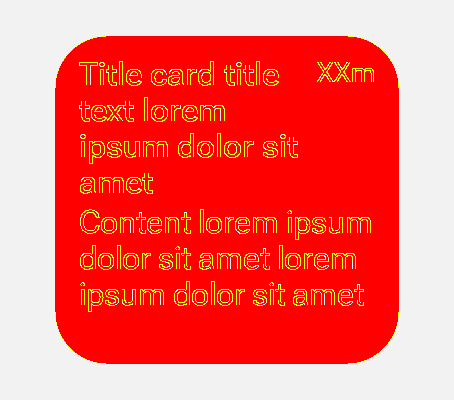 Title card title
text lorem
ipsum dolor sit
amet
XXm
Content lorem ipsum
dolor sit amet lorem
ipsum dolor sit amet